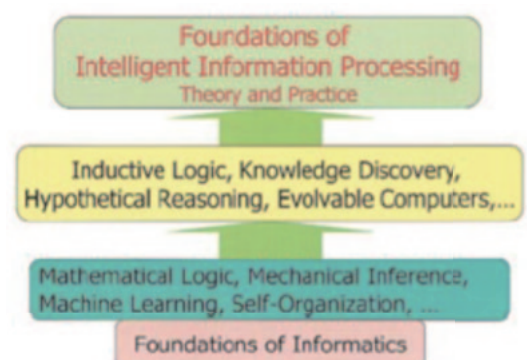 Foundations of
Intelligent Information Processing
Theory and Practice
Inductive Logic, Knowledge Discovery,
Hypothetical Reasoning, Evolvable Computers,...
Mathematical Logic, Mechanical Inference,
Machine Learning, Self-Organization, ...
Foundations of Informatics